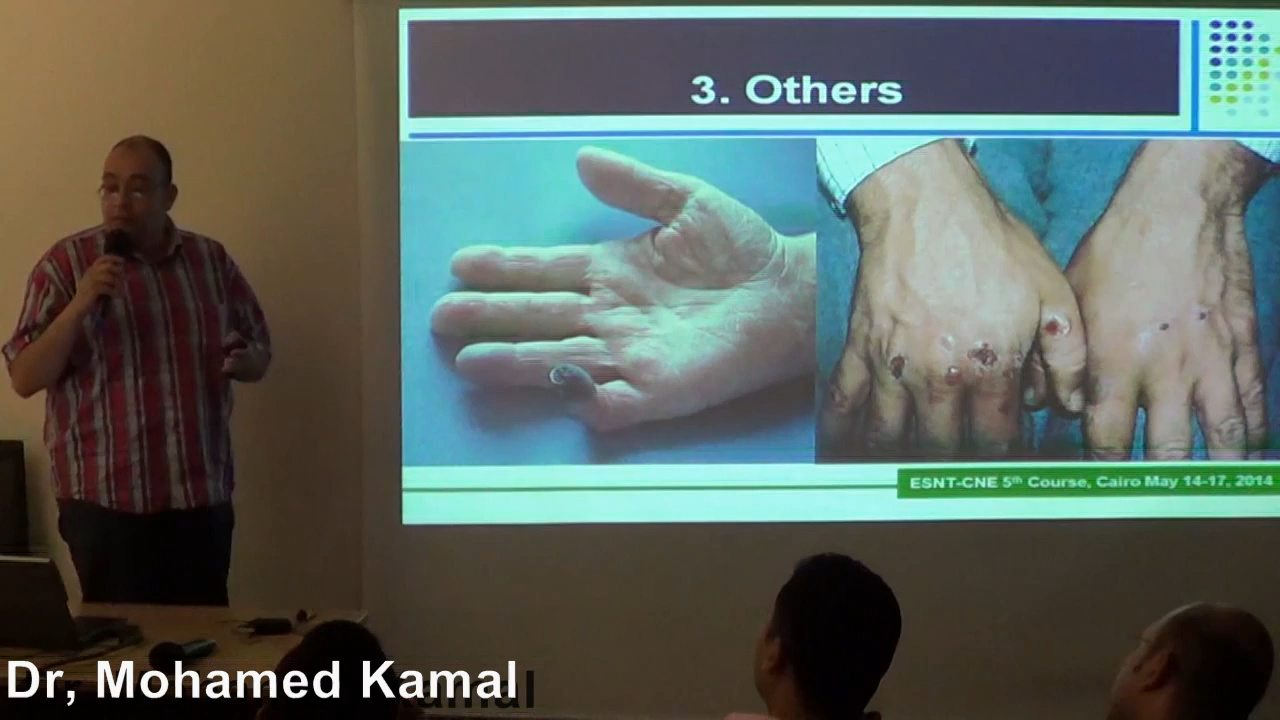 3. Others
ESNT-CNE 5th Course, Cairo May 14-17, 2014
Dr, Mohamed Kamal